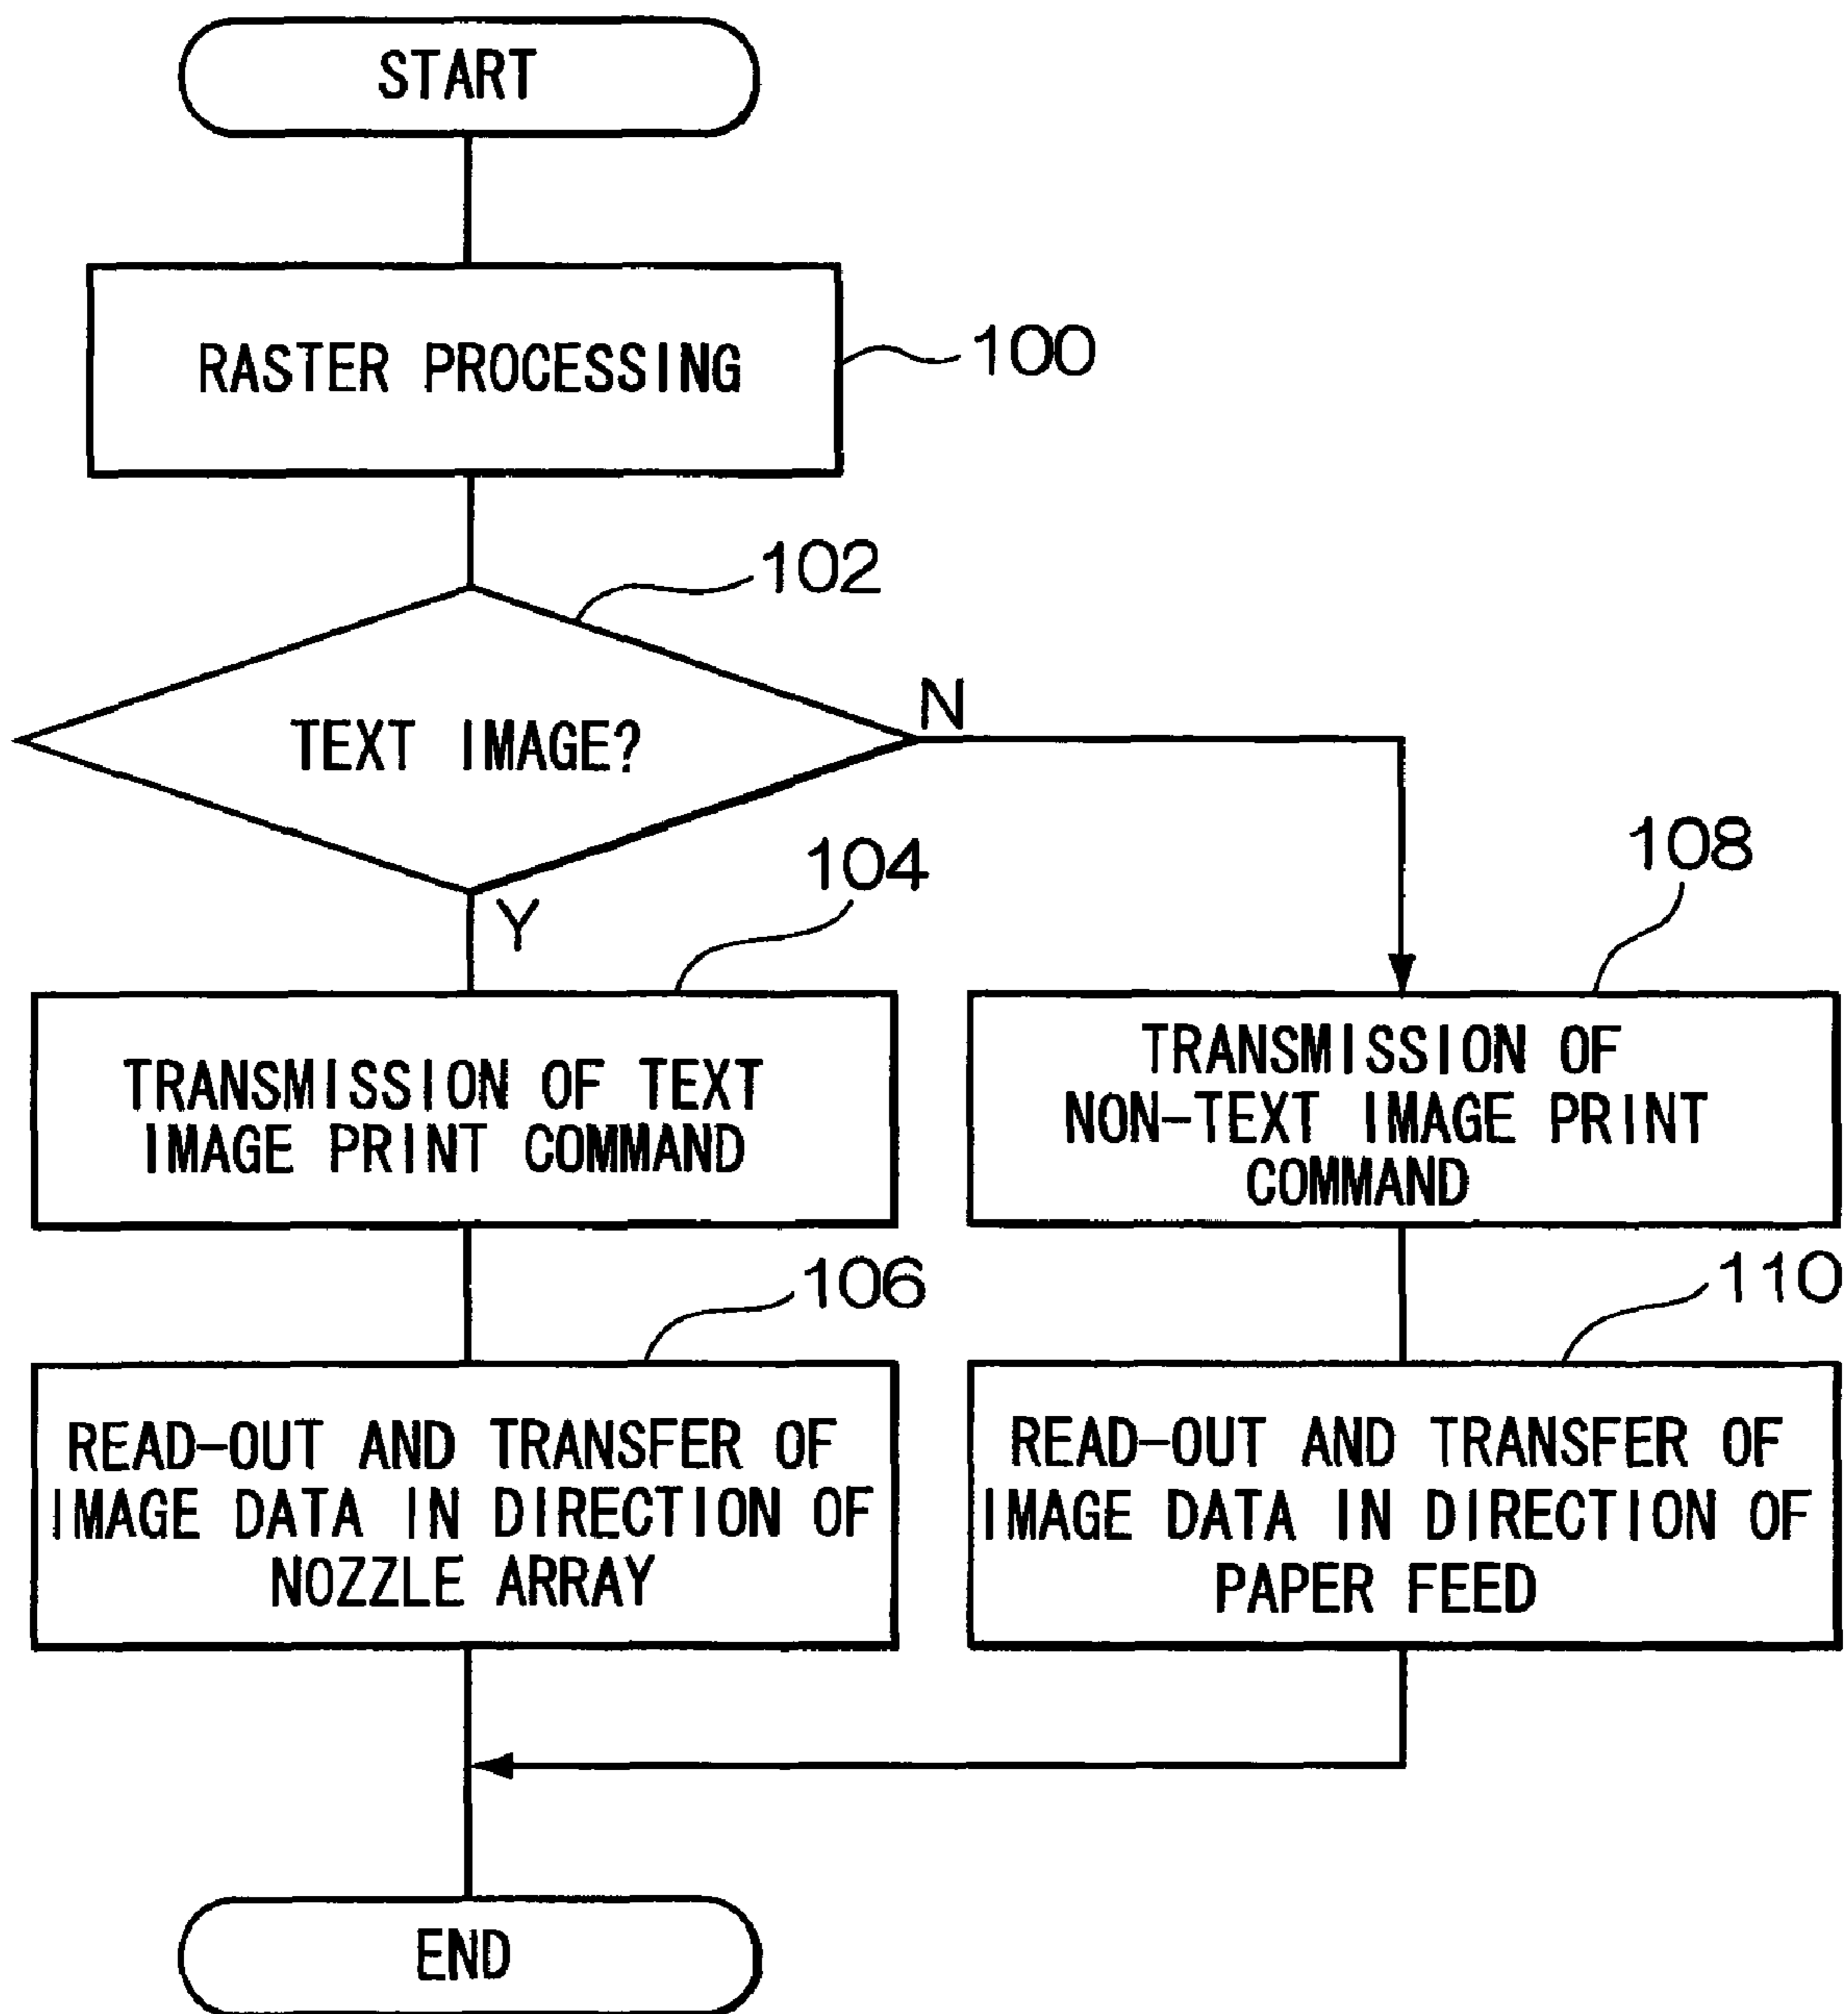 START
RASTER PROCESSING
100
102
TEXT IMAGE?
N
Y
104
108
TRANSMISSION OF TEXT
IMAGE PRINT COMMAND
TRANSMISSION OF
NON-TEXT IMAGE PRINT
COMMAND
106
110
READ-OUT AND TRANSFER OF
IMAGE DATA IN DIRECTION OF
NOZZLE ARRAY
READ-OUT AND TRANSFER OF
IMAGE DATA IN DIRECTION OF
PAPER FEED
END